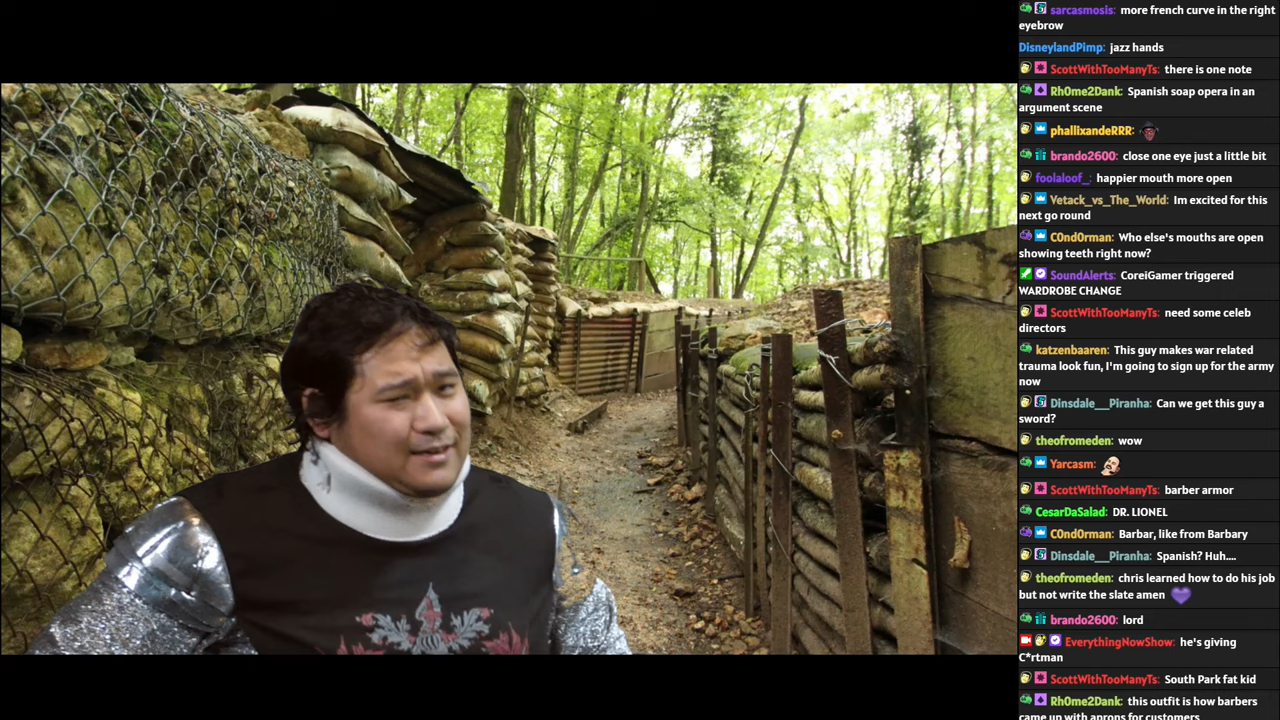 sarcasmosis: more french curve in the right
eyebrow
DisneylandPimp: jazz hands
ScottWithTooManyTs: there is one note
Rh0me2Dank: Spanish soap opera in an
argument scene
phallixandeRRR:
brando2600: close one eye just a little bit
foolaloof_: happier mouth more open
Vetack_vs_The_World: Im excited for this
next go round
C0nd0rman: Who else's mouths are open
showing teeth right now?
SoundAlerts: CoreiGamer triggered
WARDROBE CHANGE
ScottWithTooManyTs: need some celeb
directors
katzenbaaren: This guy makes war related
trauma look fun, I'm going to sign up for the army
now
Dinsdale__Piranha: Can we get this guy a
sword?
theofromeden: wow
Yarcasm:
ScottWithTooManyTs: barber armor
CesarDaSalad: DR. LIONEL
C0nd0rman: Barbar, like from Barbary
Dinsdale__Piranha: Spanish? Huh....
theofromeden: chris learned how to do his job
but not write the slate amen
brando2600: lord
EverythingNowShow: he's giving
C*rtman
ScottWithTooManyTs: South Park fat kid
Rh0me2Dank: this outfit is how barbers
came up with aprons for customers